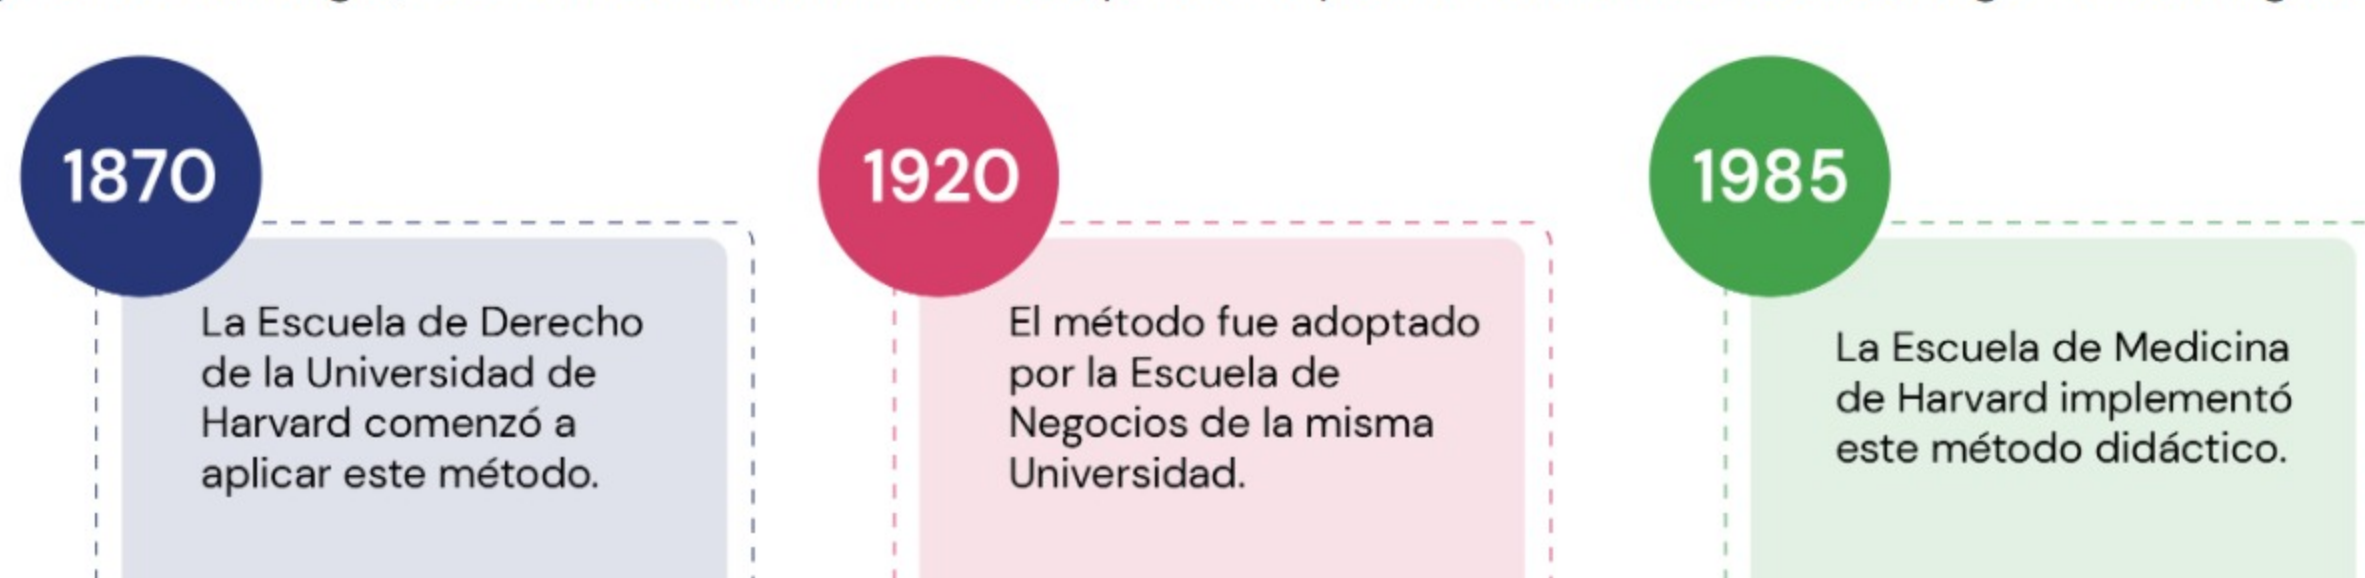 1870
La Escuela de Derecho
de la Universidad de
Harvard comenzó a
aplicar este método.
1920
El método fue adoptado
por la Escuela de
Negocios de la misma
Universidad.
1985
La Escuela de Medicina
de Harvard implementó
este método didáctico.